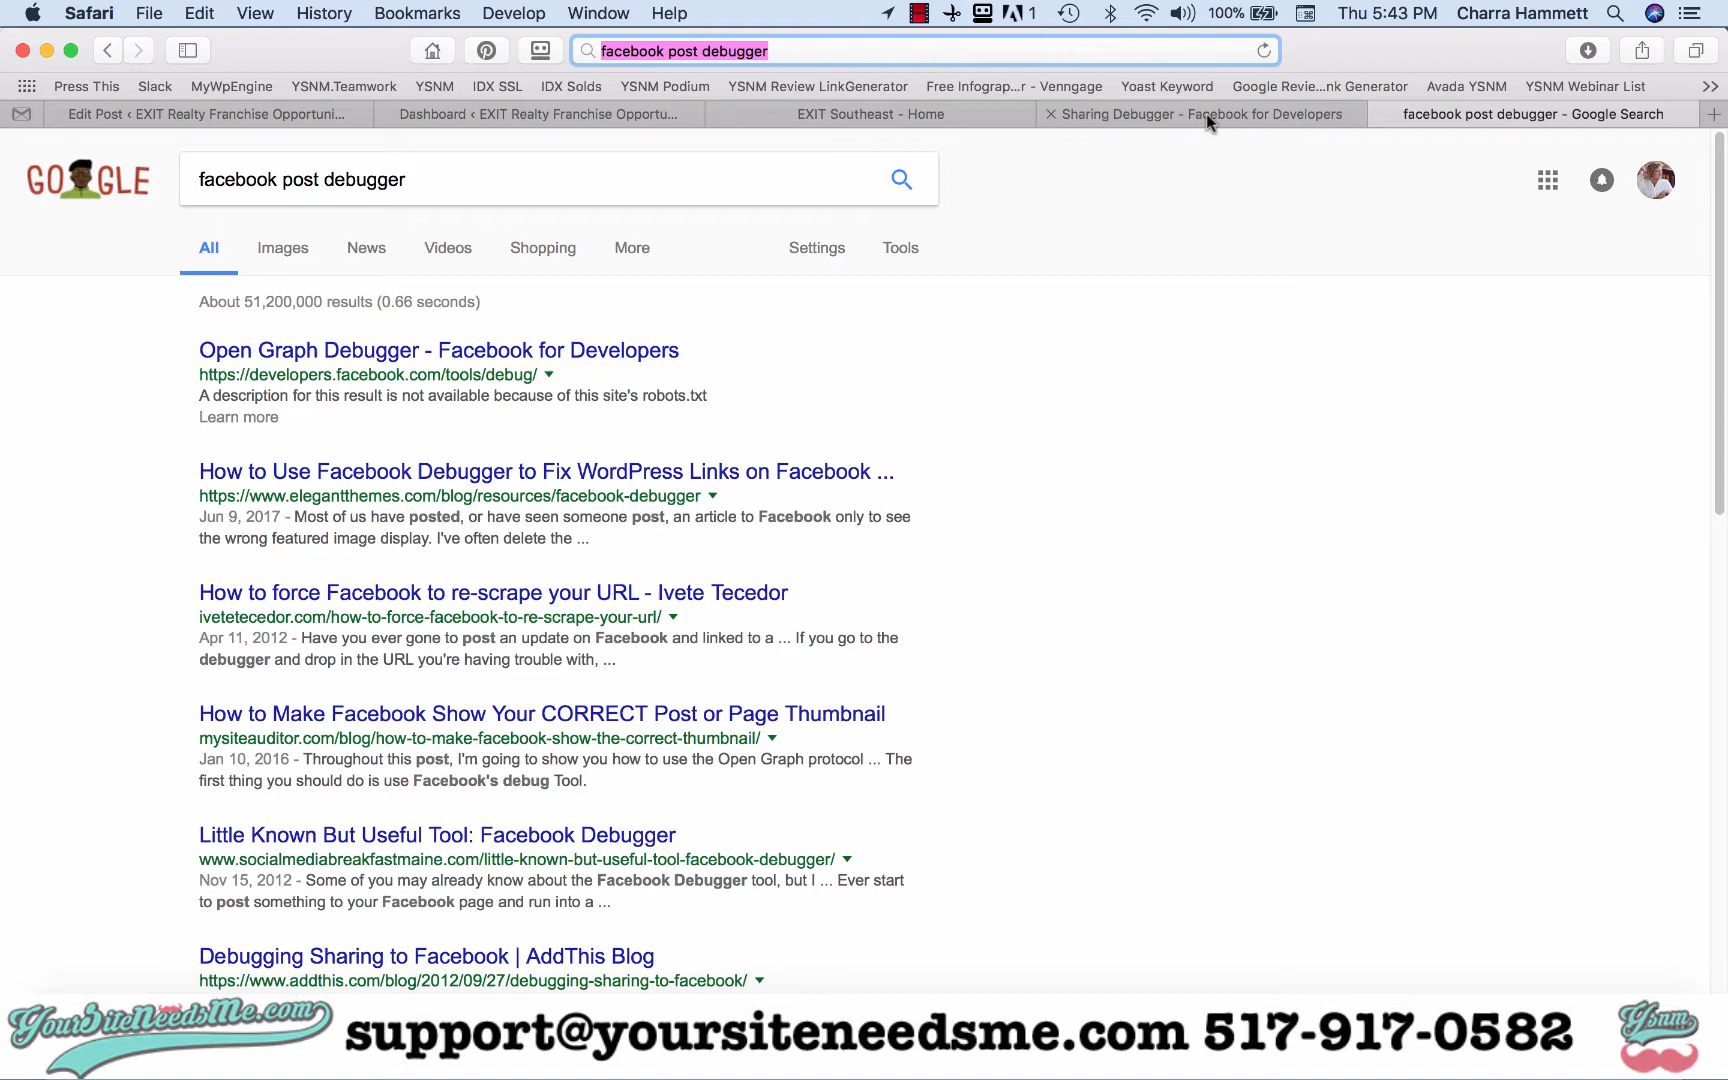 Safari File Edit View History Bookmarks Develop Window Help 1 100% Thu 5:43 PM Charra Hammett
facebook post debugger
Press This Slack MyWpEngine YSNM.Teamwork YSNM IDX SSL IDX Solds YSNM Podium YSNM Review LinkGenerator Free Infograp...r - Venngage Yoast Keyword Google Revie...nk Generator Avada YSNM YSNM Webinar List >>
Edit Post ‹ EXIT Realty Franchise Opportuni... Dashboard ‹ EXIT Realty Franchise Opportu... EXIT Southeast - Home Sharing Debugger - Facebook for Developers facebook post debugger - Google Search
GOOGLE facebook post debugger
All Images News Videos Shopping More Settings Tools
About 51,200,000 results (0.66 seconds)
Open Graph Debugger - Facebook for Developers
https://developers.facebook.com/tools/debug/
A description for this result is not available because of this site's robots.txt
Learn more
How to Use Facebook Debugger to Fix WordPress Links on Facebook ...
https://www.elegantthemes.com/blog/resources/facebook-debugger
Jun 9, 2017 - Most of us have posted, or have seen someone post, an article to Facebook only to see
the wrong featured image display. I've often delete the ...
How to force Facebook to re-scrape your URL - Ivete Tecedor
ivetetecedor.com/how-to-force-facebook-to-re-scrape-your-url/
Apr 11, 2012 - Have you ever gone to post an update on Facebook and linked to a ... If you go to the
debugger and drop in the URL you're having trouble with, ...
How to Make Facebook Show Your CORRECT Post or Page Thumbnail
mysiteauditor.com/blog/how-to-make-facebook-show-the-correct-thumbnail/
Jan 10, 2016 - Throughout this post, I'm going to show you how to use the Open Graph protocol ... The
first thing you should do is use Facebook's debug Tool.
Little Known But Useful Tool: Facebook Debugger
www.socialmediabreakfastmaine.com/little-known-but-useful-tool-facebook-debugger/
Nov 15, 2012 - Some of you may already know about the Facebook Debugger tool, but I ... Ever start
to post something to your Facebook page and run into a ...
Debugging Sharing to Facebook | AddThis Blog
https://www.addthis.com/blog/2012/09/27/debugging-sharing-to-facebook/
YourSiteNeedsMe.com support@yoursiteneedsme.com 517-917-0582 Ysnm